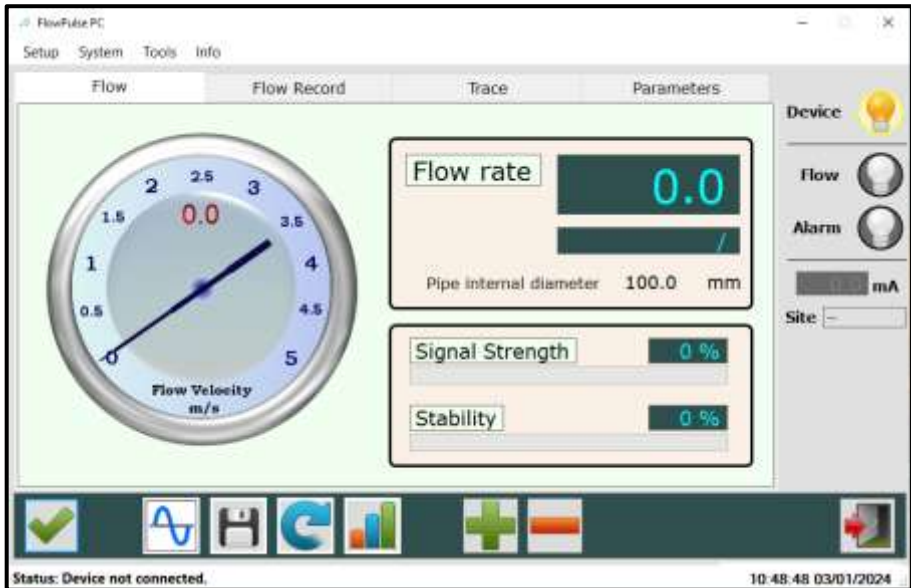 FlowPulse PC
Setup System Tools Info
Flow Flow Record Trace Parameters
Device
Flow
Alarm
mA
Site --
0 0.5 1 1.5 2 2.5 3 3.5 4 4.5 5
0.0
Flow Velocity
m/s
Flow rate 0.0
/
Pipe internal diameter 100.0 mm
Signal Strength 0 %
Stability 0 %
Status: Device not connected. 10:48:48 03/01/2024